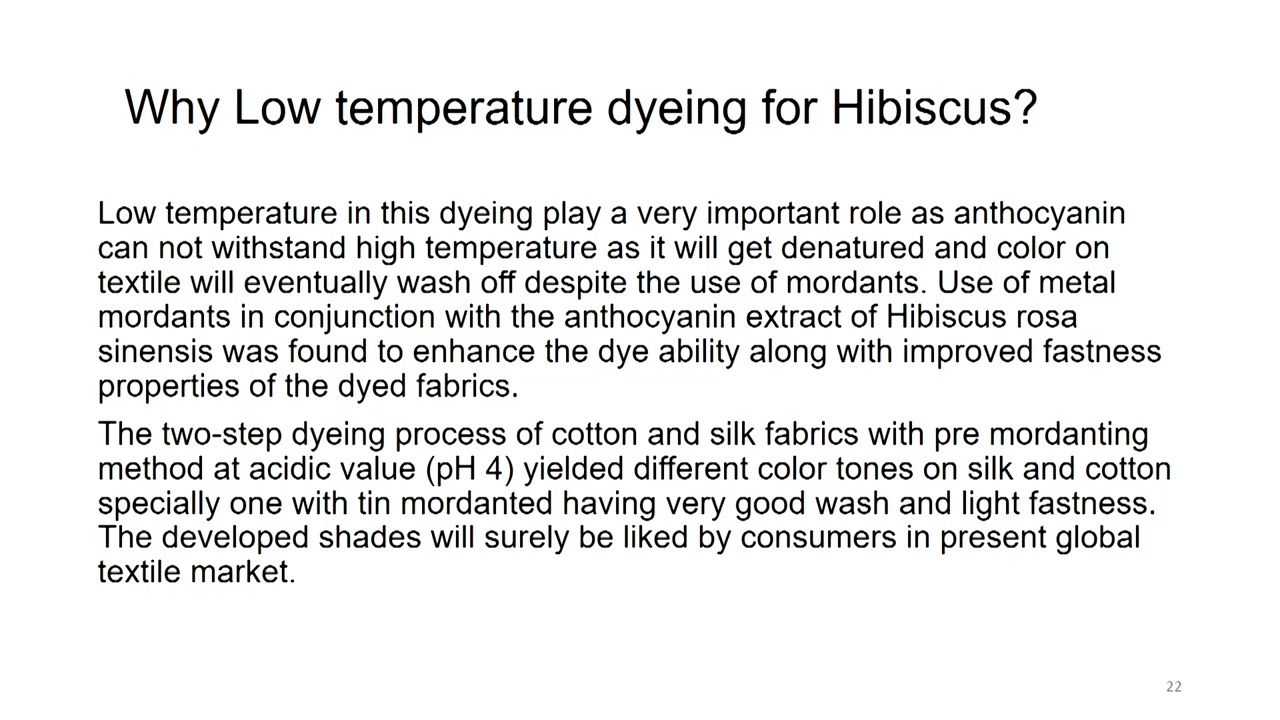 Why Low temperature dyeing for Hibiscus?
Low temperature in this dyeing play a very important role as anthocyanin
can not withstand high temperature as it will get denatured and color on
textile will eventually wash off despite the use of mordants. Use of metal
mordants in conjunction with the anthocyanin extract of Hibiscus rosa
sinensis was found to enhance the dye ability along with improved fastness
properties of the dyed fabrics.
The two-step dyeing process of cotton and silk fabrics with pre mordanting
method at acidic value (pH 4) yielded different color tones on silk and cotton
specially one with tin mordanted having very good wash and light fastness.
The developed shades will surely be liked by consumers in present global
textile market.
22